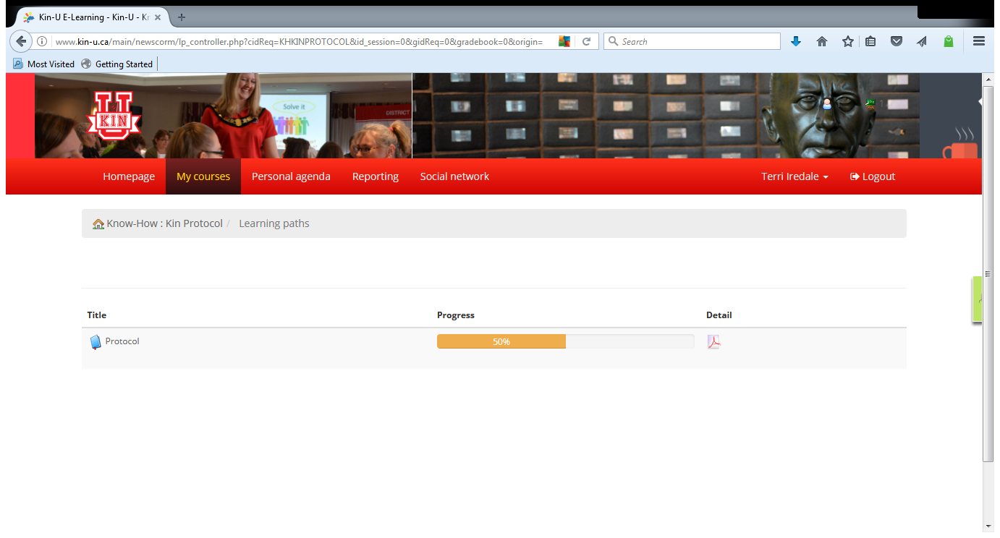 Kin-U E-Learning - Kin-U - Kr
www.kin-u.ca/main/newscorm/lp_controller.php?cidReq=KHKINPROTOCOL&id_session=0&gidReq=0&gradebook=0&origin=
Search
Most Visited
Getting Started
U
KIN
Solve it
DISTRICT
Homepage
My courses
Personal agenda
Reporting
Social network
Terri Iredale
Logout
Know-How : Kin Protocol / Learning paths
Title
Progress
Detail
Protocol
50%